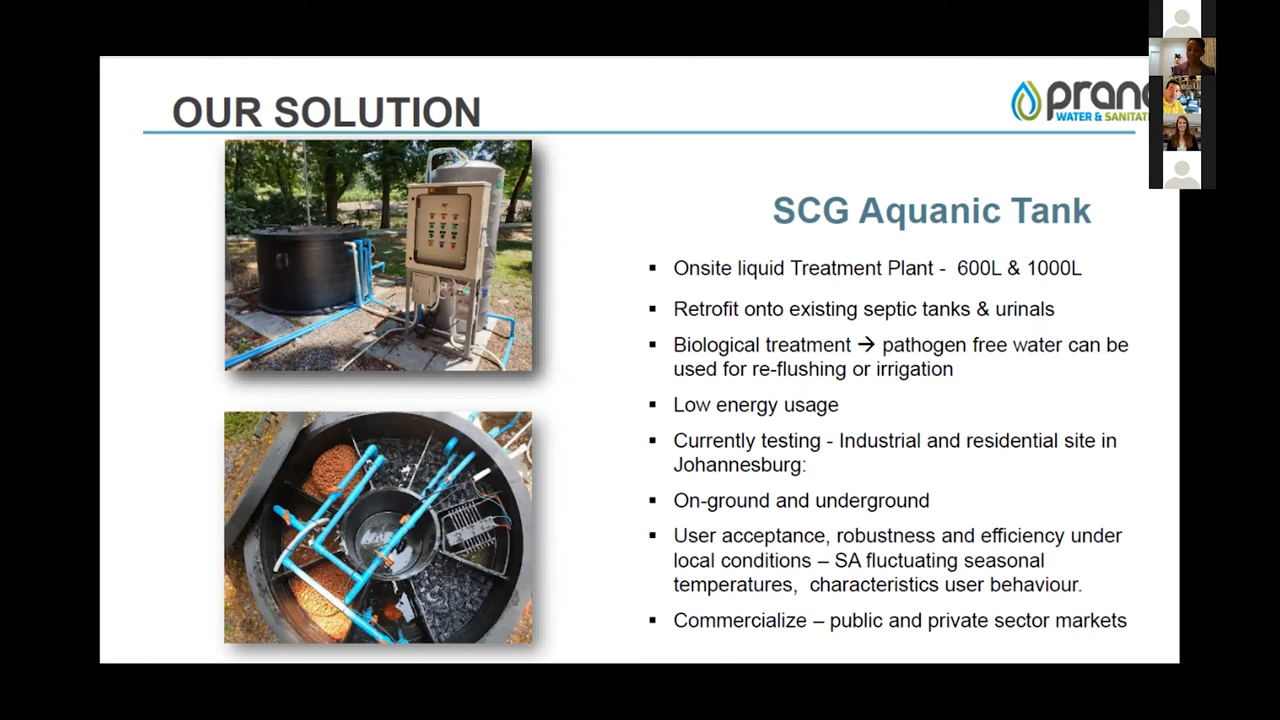 OUR SOLUTION
WATER &
SCG Aquanic Tank
▪ Onsite liquid Treatment Plant - 600L & 1000L
▪ Retrofit onto existing septic tanks & urinals
▪ Biological treatment → pathogen free water can be
used for re-flushing or irrigation
▪ Low energy usage
▪ Currently testing - Industrial and residential site in
Johannesburg:
▪ On-ground and underground
▪ User acceptance, robustness and efficiency under
local conditions – SA fluctuating seasonal
temperatures, characteristics user behaviour.
▪ Commercialize – public and private sector markets